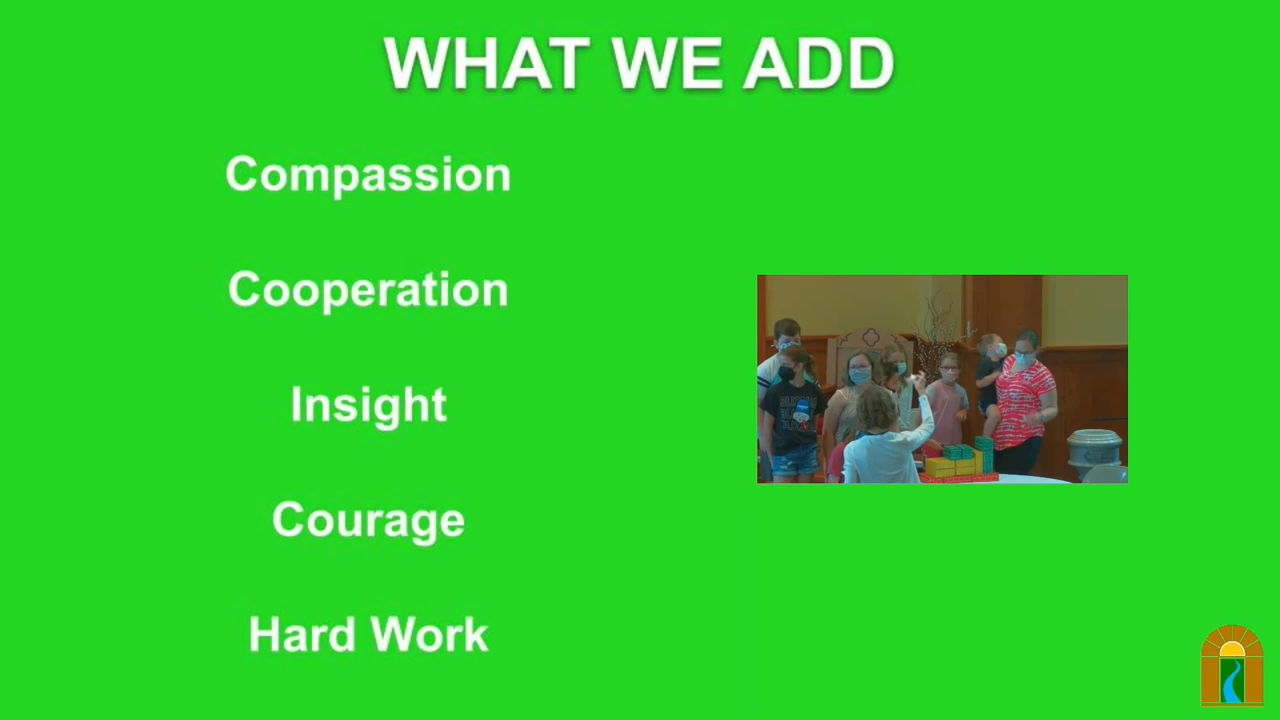 WHAT WE ADD
Compassion
Cooperation
Insight
Courage
Hard Work